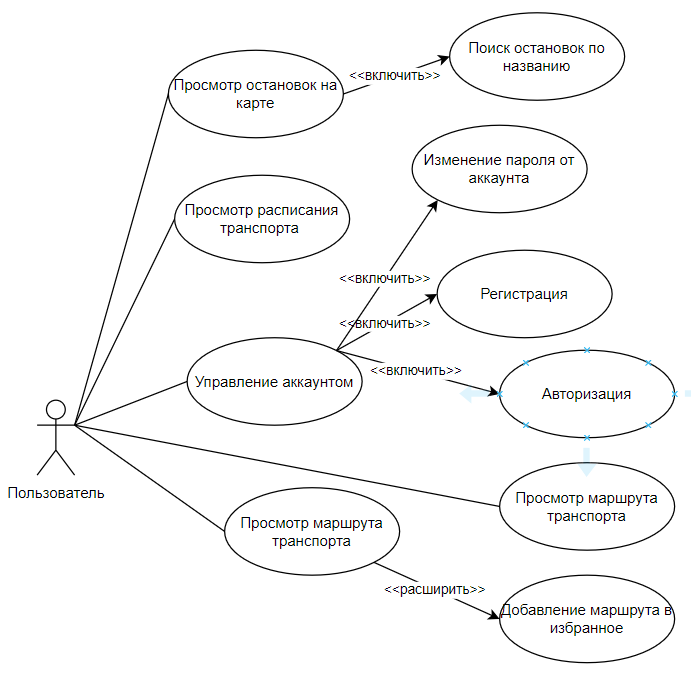 Поиск остановок по
названию
<<включить>>
Просмотр остановок на
карте
Изменение пароля от
аккаунта
Просмотр расписания
транспорта
<<включить>>
Регистрация
<<включить>>
<<включить>>
Управление аккаунтом
Авторизация
Пользователь
Просмотр маршрута
транспорта
Просмотр маршрута
транспорта
<<расширить>>
Добавление маршрута в
избранное